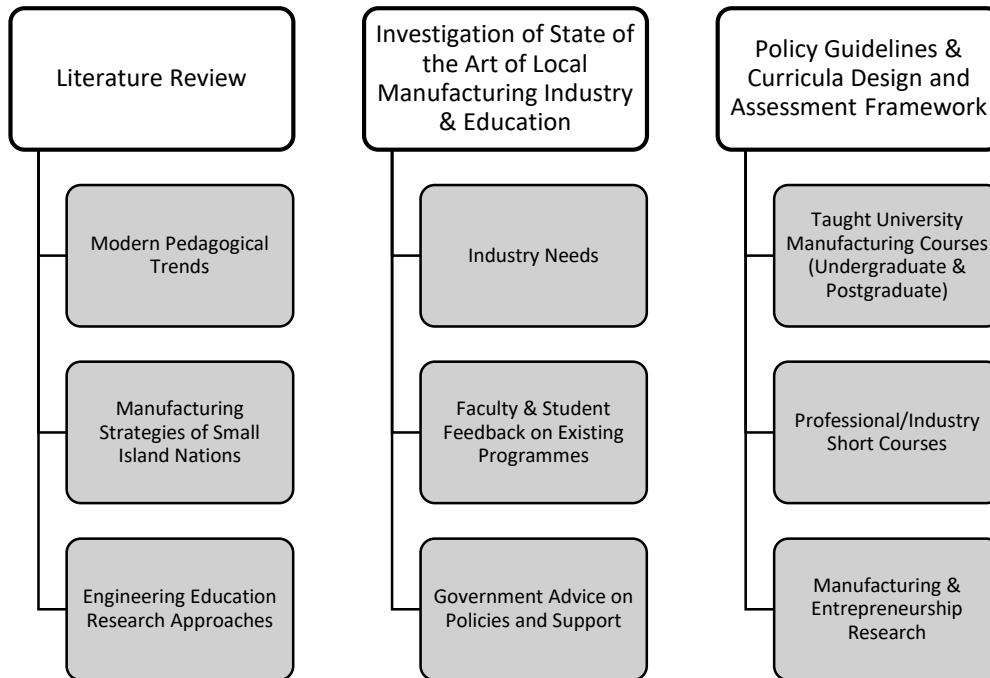 Literature Review
Modern Pedagogical
Trends
Manufacturing
Strategies of Small
Island Nations
Engineering Education
Research Approaches
Investigation of State of
the Art of Local
Manufacturing Industry
& Education
Industry Needs
Faculty & Student
Feedback on Existing
Programmes
Government Advice on
Policies and Support
Policy Guidelines &
Curricula Design and
Assessment Framework
Taught University
Manufacturing Courses
(Undergraduate &
Postgraduate)
Professional/Industry
Short Courses
Manufacturing &
Entrepreneurship
Research